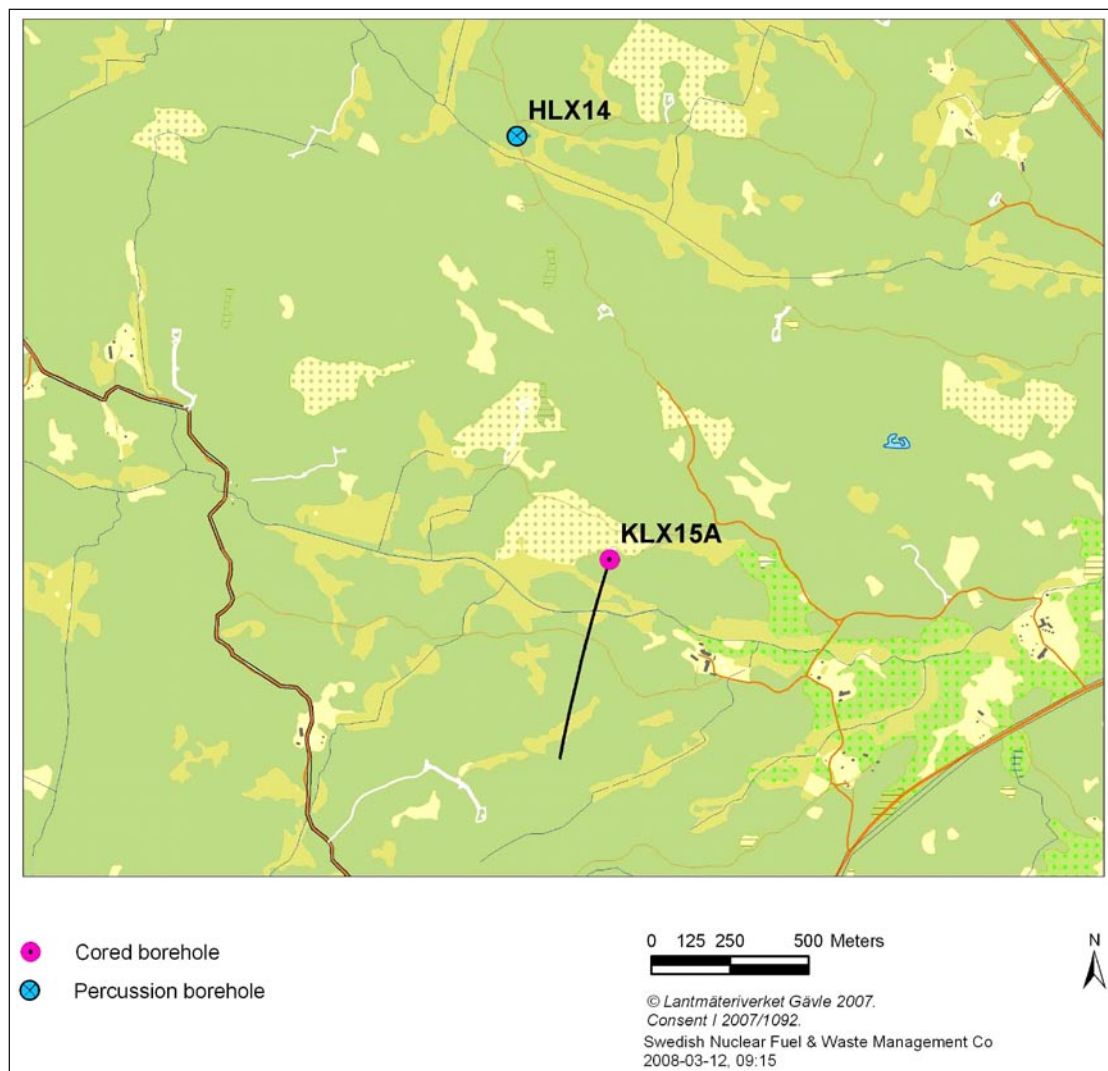 HLX14
KLX15A
Cored borehole
Percussion borehole
0 125 250 500 Meters
N
© Lantmäteriverket Gävle 2007.
Consent I 2007/1092.
Swedish Nuclear Fuel & Waste Management Co
2008-03-12, 09:15